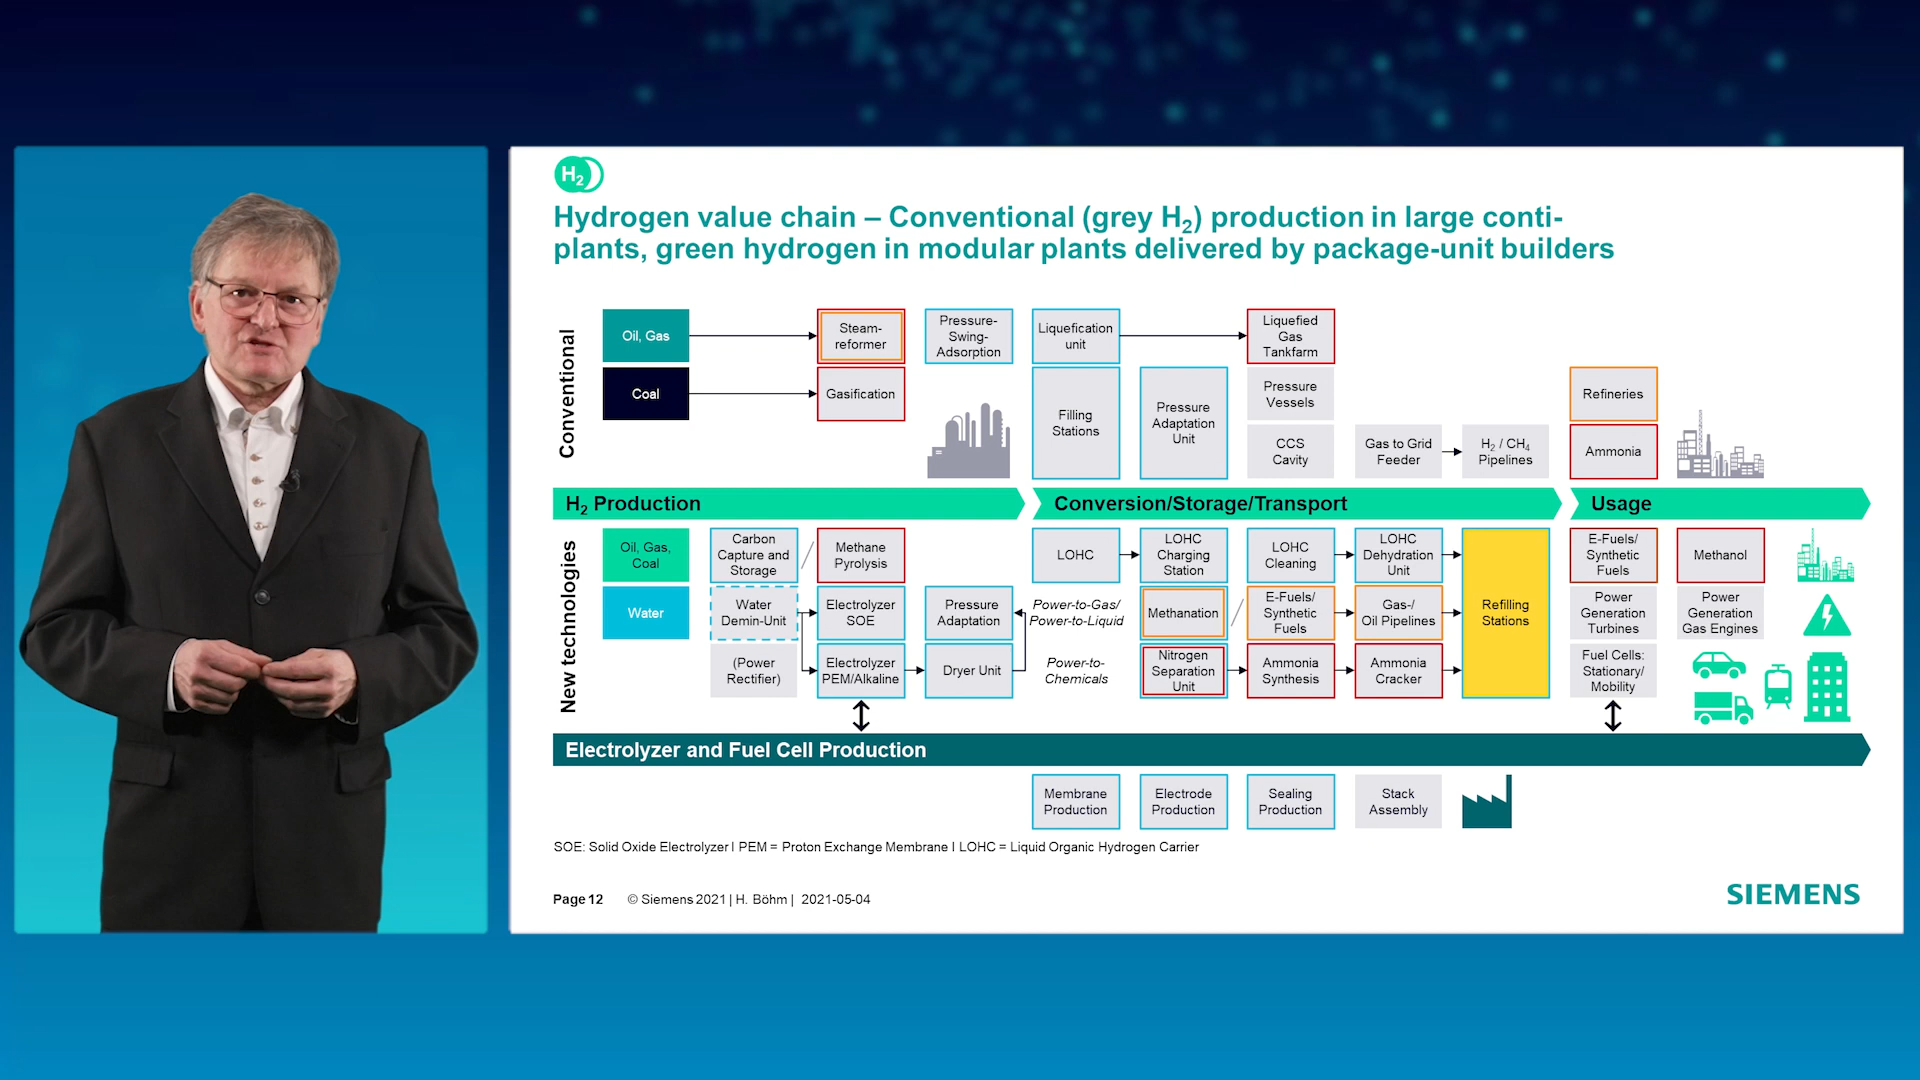 H2
Hydrogen value chain – Conventional (grey H2) production in large conti-
plants, green hydrogen in modular plants delivered by package-unit builders
Conventional
Oil, Gas
Steam-
reformer
Pressure-
Swing-
Adsorption
Liquefication
unit
Liquefied
Gas
Tankfarm
Coal
Gasification
Filling
Stations
Pressure
Adaptation
Unit
Pressure
Vessels
CCS
Cavity
Gas to Grid
Feeder
H2 / CH4
Pipelines
Refineries
Ammonia
H2 Production
Conversion/Storage/Transport
Usage
New technologies
Oil, Gas,
Coal
Carbon
Capture and
Storage
/
Methane
Pyrolysis
LOHC
LOHC
Charging
Station
LOHC
Cleaning
LOHC
Dehydration
Unit
Refilling
Stations
E-Fuels/
Synthetic
Fuels
Methanol
Water
Water
Demin-Unit
Electrolyzer
SOE
Pressure
Adaptation
Power-to-Gas/
Power-to-Liquid
Methanation
/
E-Fuels/
Synthetic
Fuels
Gas-/
Oil Pipelines
Power
Generation
Turbines
Power
Generation
Gas Engines
(Power
Rectifier)
Electrolyzer
PEM/Alkaline
Dryer Unit
Power-to-
Chemicals
Nitrogen
Separation
Unit
Ammonia
Synthesis
Ammonia
Cracker
Fuel Cells:
Stationary/
Mobility
Electrolyzer and Fuel Cell Production
Membrane
Production
Electrode
Production
Sealing
Production
Stack
Assembly
SOE: Solid Oxide Electrolyzer I PEM = Proton Exchange Membrane I LOHC = Liquid Organic Hydrogen Carrier
Page 12 © Siemens 2021 | H. Böhm | 2021-05-04
SIEMENS